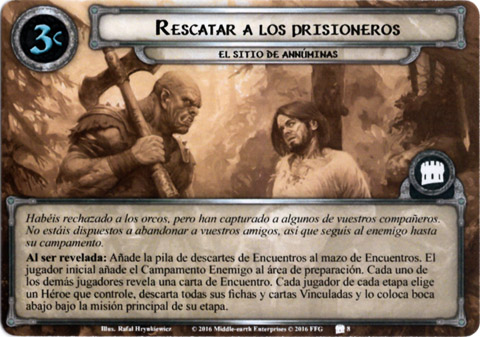 3c
RESCATAR A LOS PRISIONEROS
EL SITIO DE ANNÚMINAS
Habéis rechazado a los orcos, pero han capturado a algunos de vuestros compañeros.
No estáis dispuestos a abandonar a vuestros amigos, así que seguís al enemigo hasta
su campamento.
Al ser revelada: Añade la pila de descartes de Encuentros al mazo de Encuentros. El
jugador inicial añade el Campamento Enemigo al área de preparación. Cada uno de
los demás jugadores revela una carta de Encuentro. Cada jugador de cada etapa elige
un Héroe que controle, descarta todas sus fichas y cartas Vinculadas y lo coloca boca
abajo bajo la misión principal de su etapa.
Illus. Rafał Hrynkiewicz © 2016 Middle-earth Enterprises © 2016 FFG 8